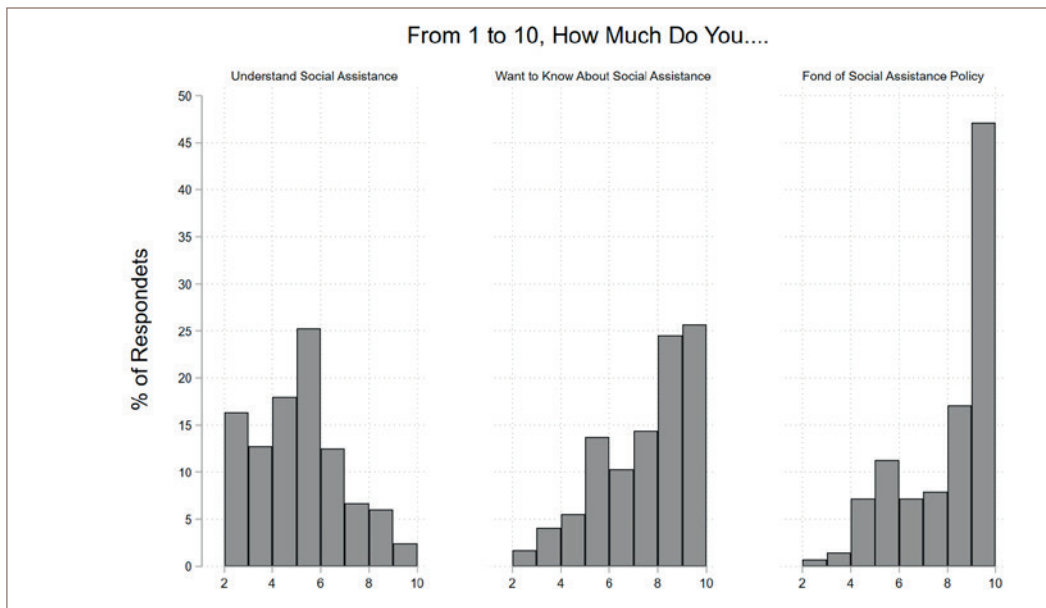 From 1 to 10, How Much Do You....
Understand Social Assistance
Want to Know About Social Assistance
Fond of Social Assistance Policy
% of Respondets
50
45
40
35
30
25
20
15
10
5
0
2 4 6 8 10
2 4 6 8 10
2 4 6 8 10